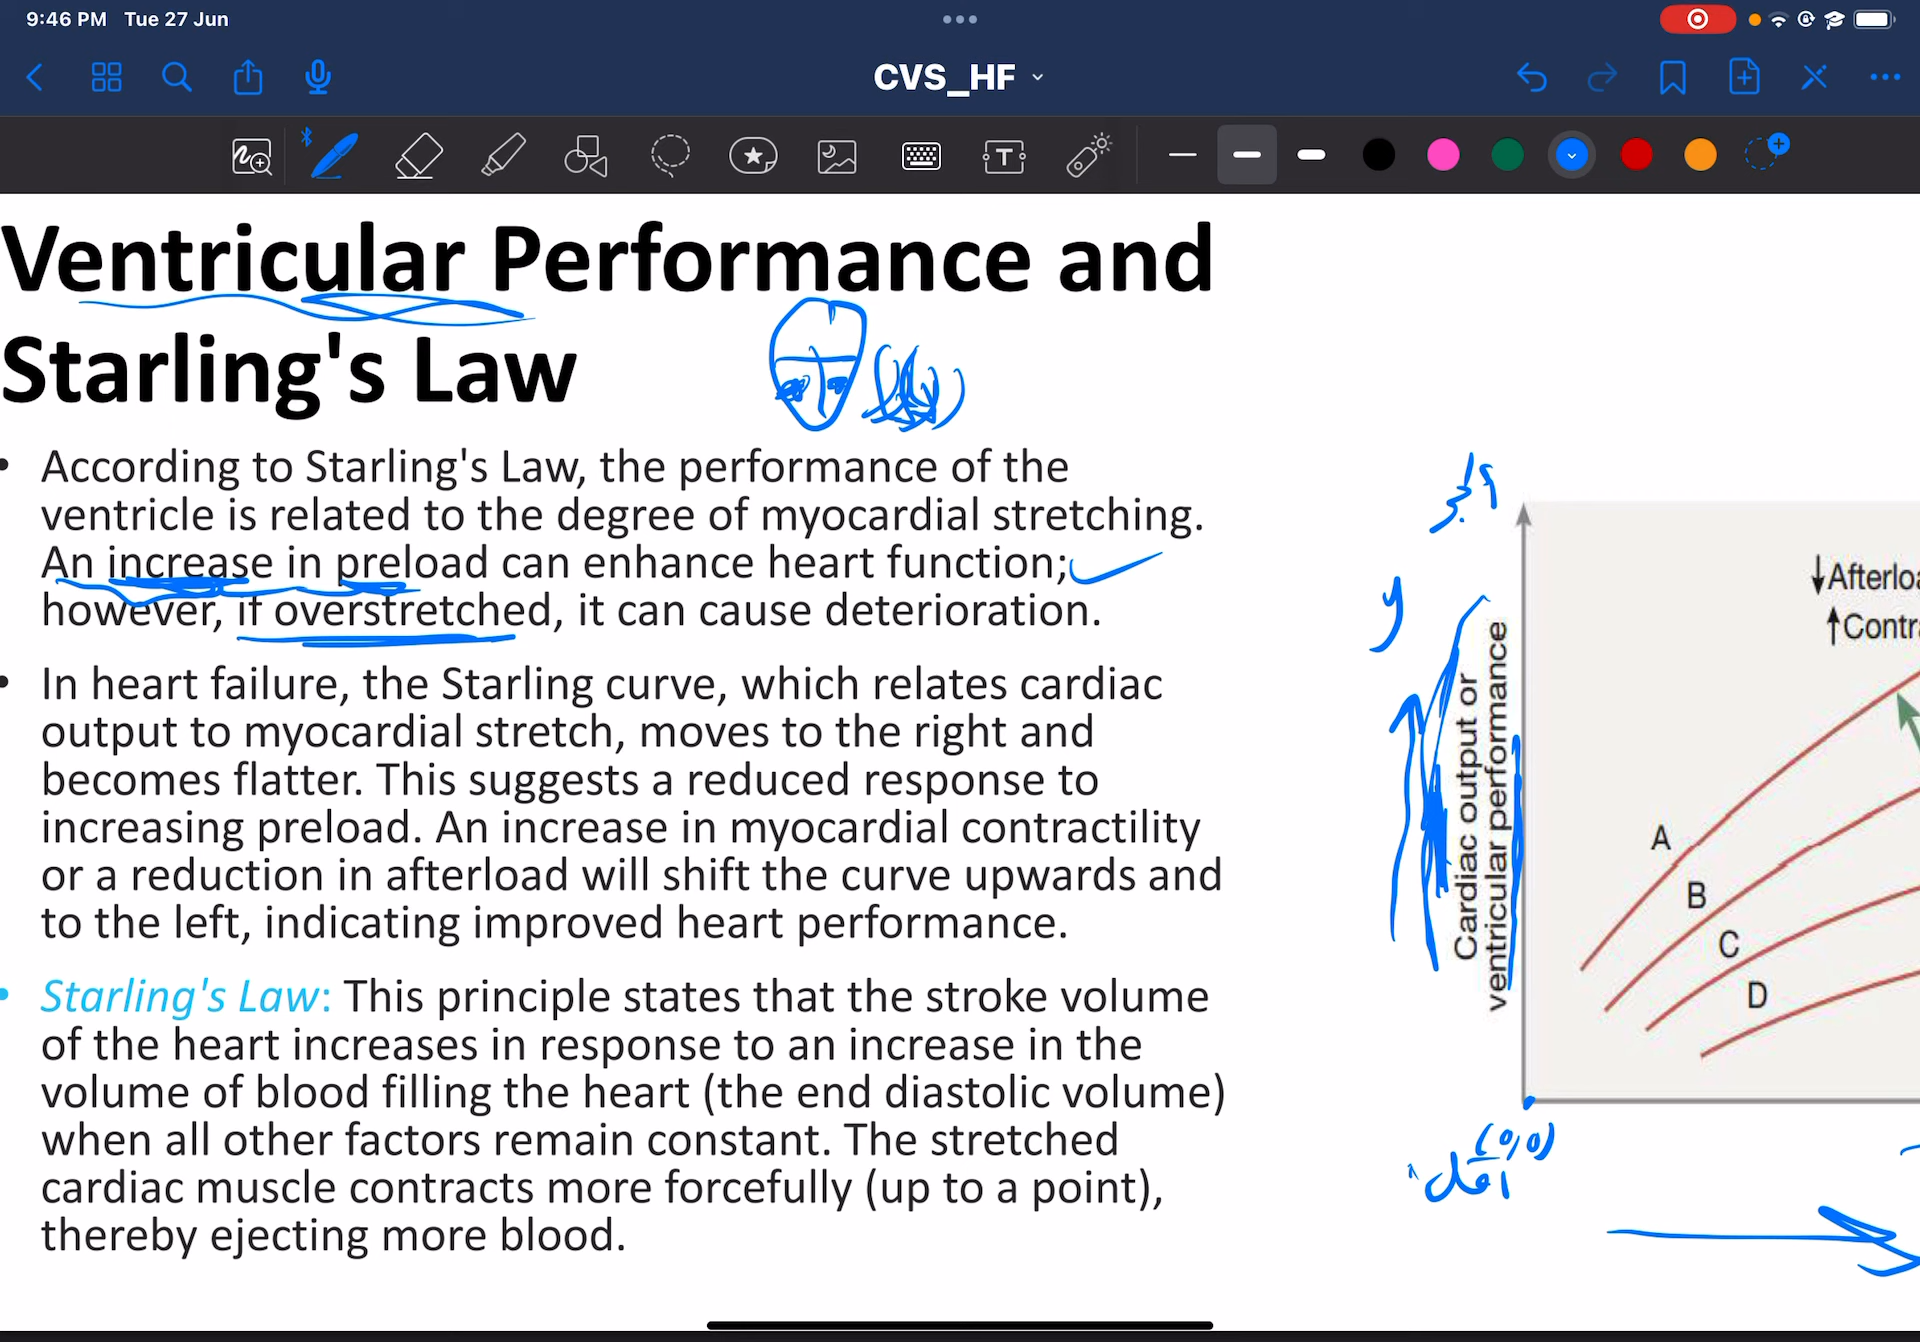 9:46 PM Tue 27 Jun
CVS_HF
T
Ventricular Performance and
Starling's Law
• According to Starling's Law, the performance of the
ventricle is related to the degree of myocardial stretching.
An increase in preload can enhance heart function;
however, if overstretched, it can cause deterioration.
• In heart failure, the Starling curve, which relates cardiac
output to myocardial stretch, moves to the right and
becomes flatter. This suggests a reduced response to
increasing preload. An increase in myocardial contractility
or a reduction in afterload will shift the curve upwards and
to the left, indicating improved heart performance.
• Starling's Law: This principle states that the stroke volume
of the heart increases in response to an increase in the
volume of blood filling the heart (the end diastolic volume)
when all other factors remain constant. The stretched
cardiac muscle contracts more forcefully (up to a point),
thereby ejecting more blood.
y
Cardiac output or
ventricular performance
↓Afterloa
↑Contr
A
B
C
D
(0,0)